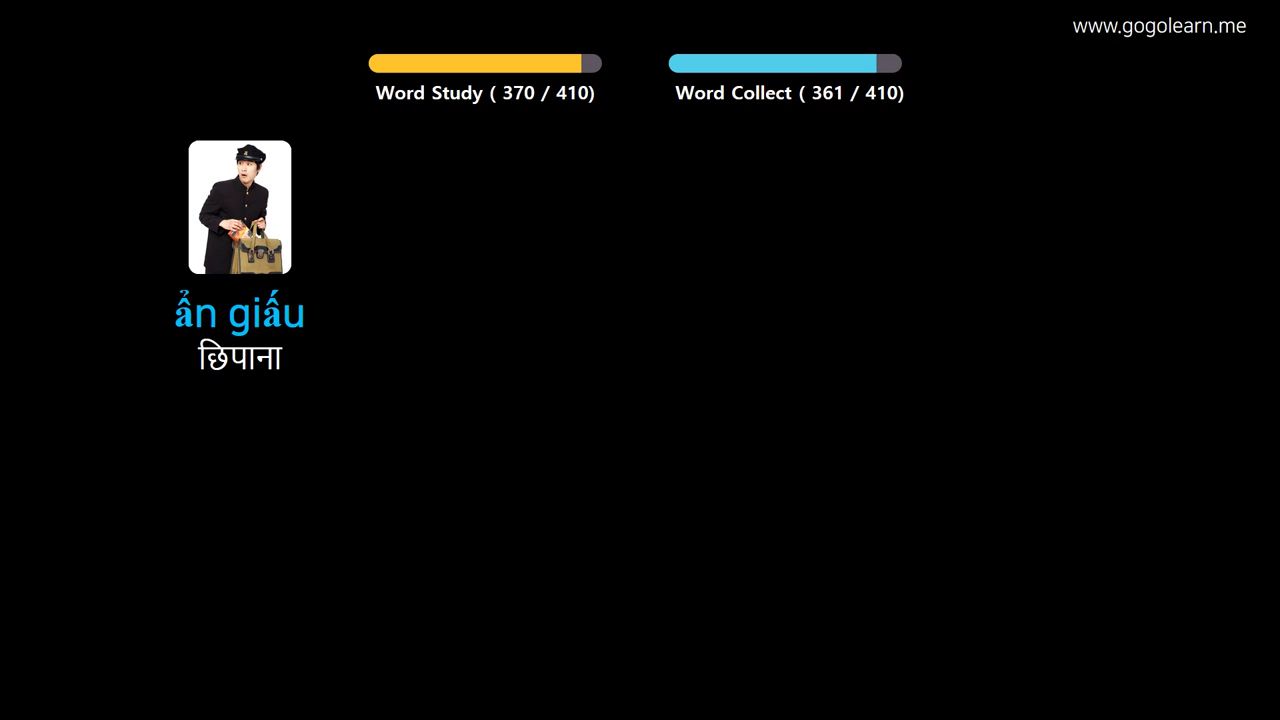 www.gogolearn.me
Word Study ( 370 / 410)
Word Collect ( 361 / 410)
ẩn giấu
छिपाना